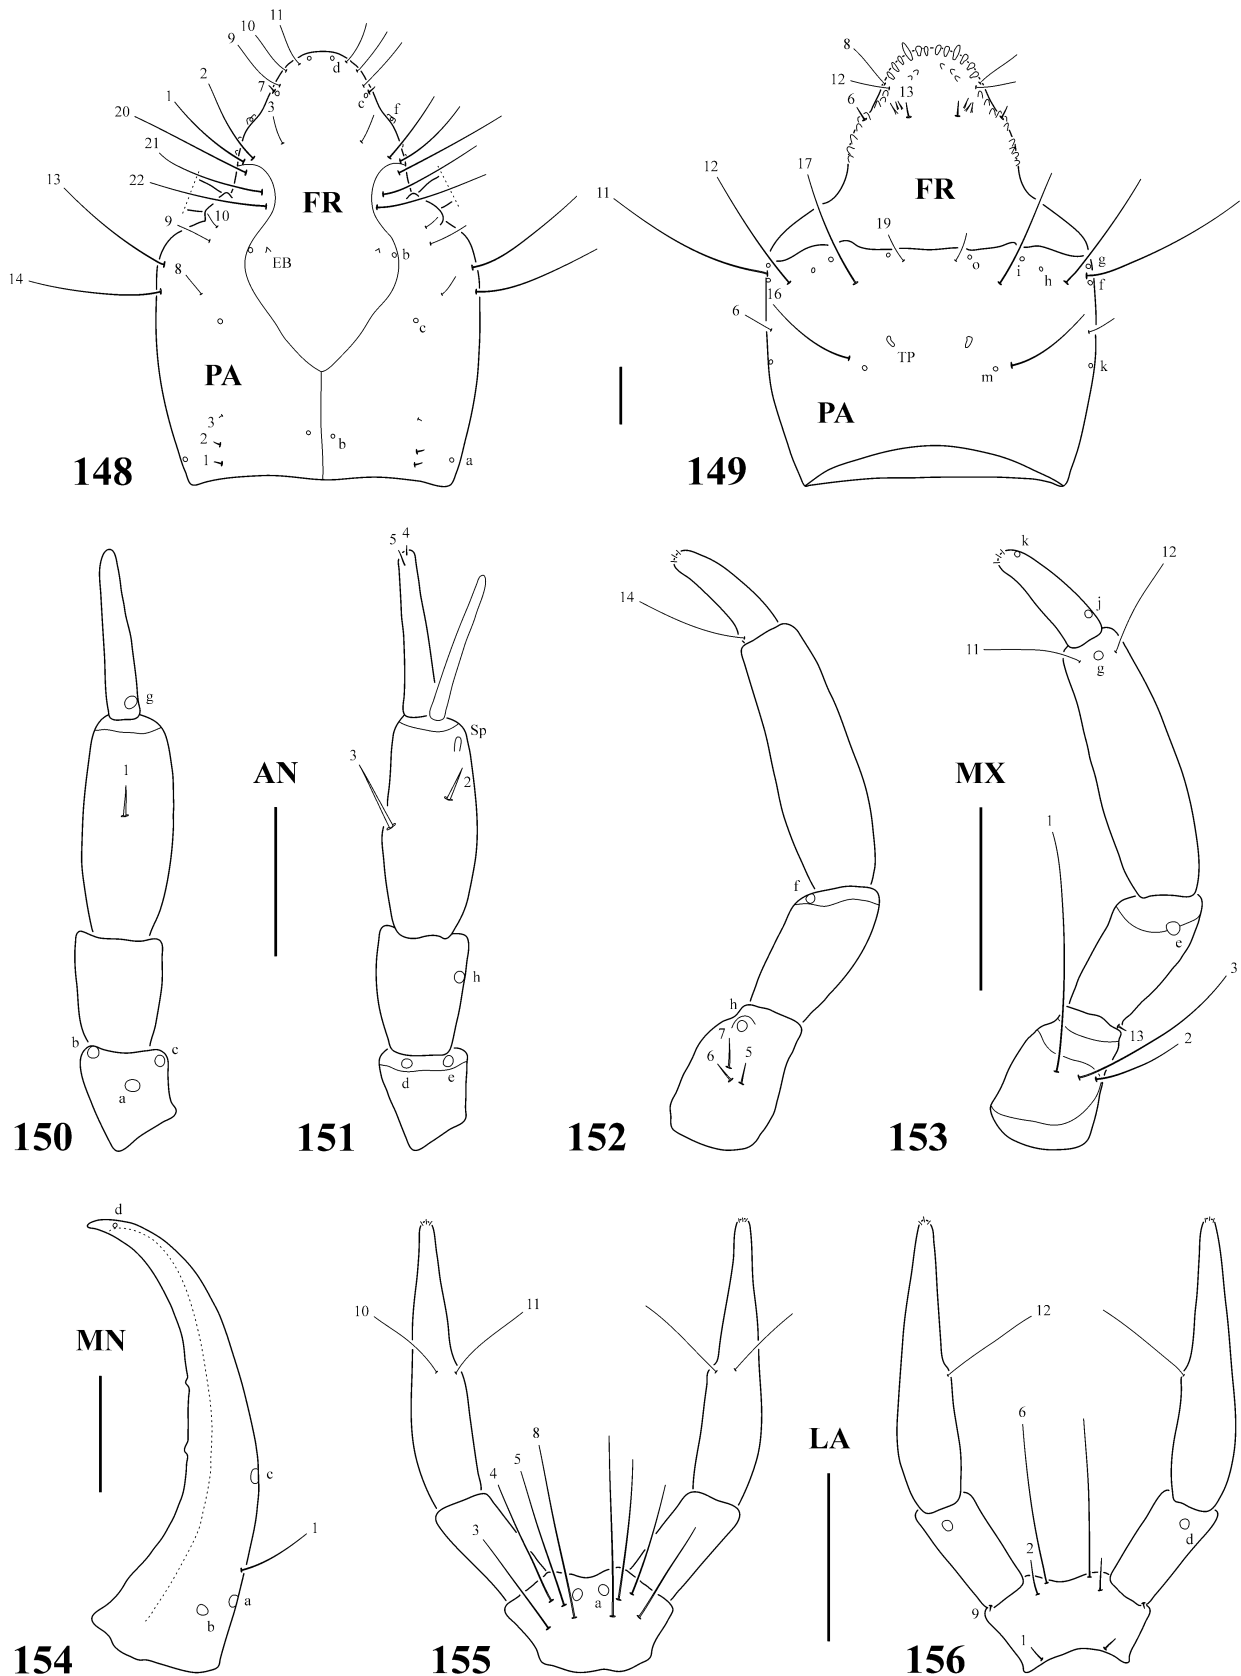 11
10
9
d
7
3
c
2
1
f
20
21
22
FR
13
10
9
EB
b
14
8
c
PA
3
2
b
1
a
148
8
12
13
6
12
17
FR
11
19
o
i
g
h
f
16
6
TP
m
k
PA
149
g
1
AN
b
c
a
150
5
4
Sp
3
2
h
d
e
151
14
f
h
7
6
5
152
k
12
j
11
g
MX
1
e
3
13
2
153
d
MN
c
1
a
b
154
10
11
8
5
4
3
a
155
LA
12
6
d
2
9
1
156